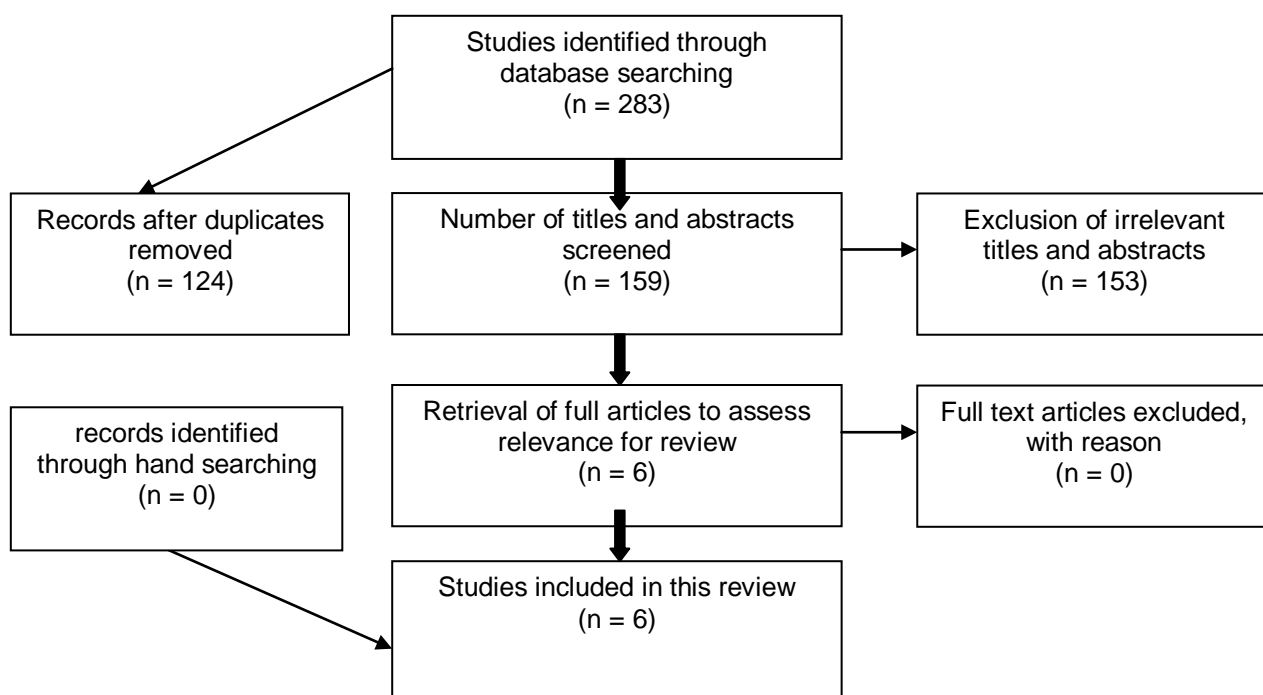 Studies identified through
database searching
(n = 283)
Records after duplicates
removed
(n = 124)
Number of titles and abstracts
screened
(n = 159)
Exclusion of irrelevant
titles and abstracts
(n = 153)
records identified
through hand searching
(n = 0)
Retrieval of full articles to assess
relevance for review
(n = 6)
Full text articles excluded,
with reason
(n = 0)
Studies included in this review
(n = 6)